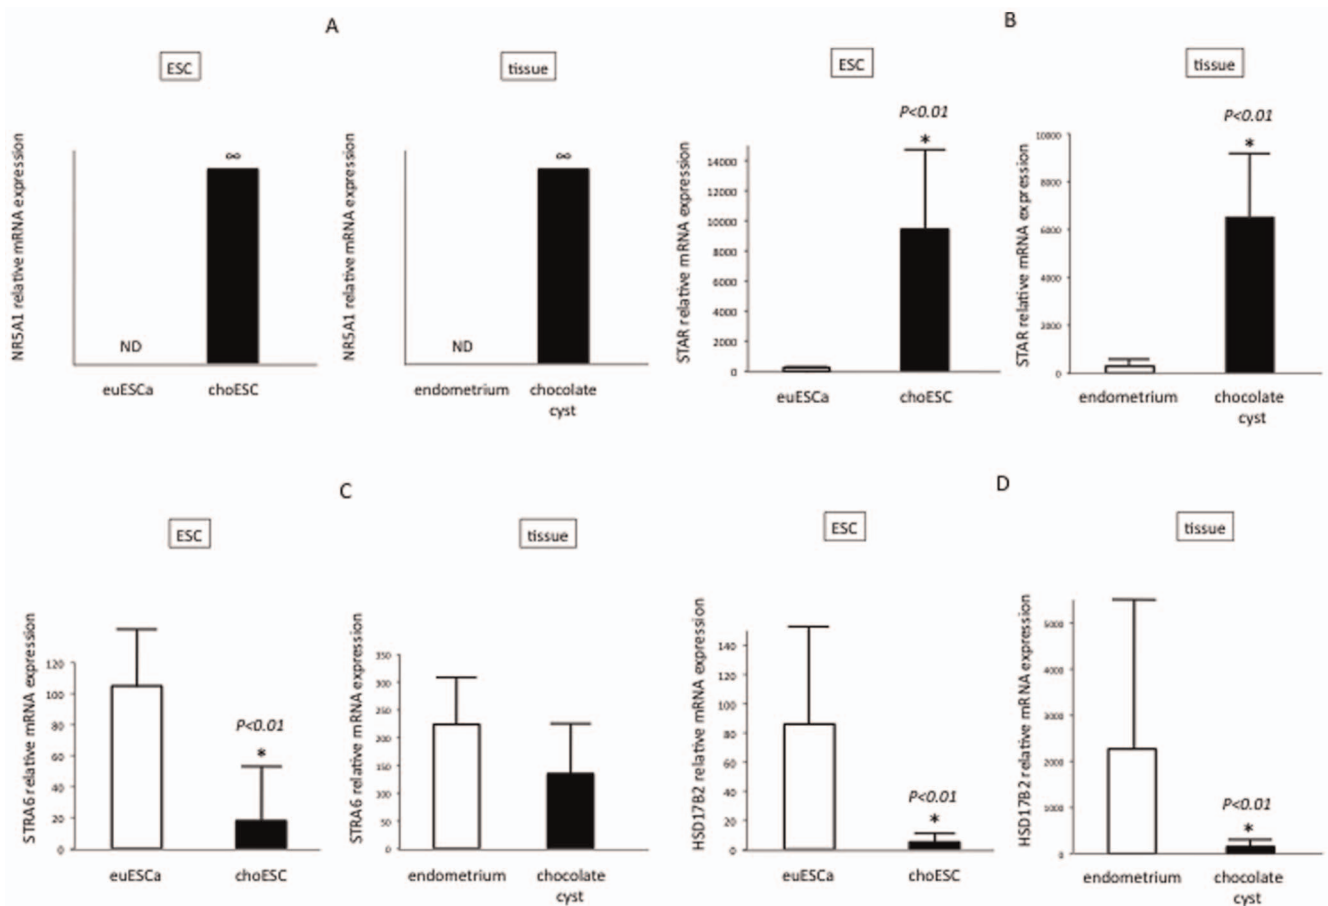 A
ESC
tissue
NR5A1 relative mRNA expression
∞
ND
euESCa
choESC
NR5A1 relative mRNA expression
∞
ND
endometrium
chocolate
cyst
B
ESC
tissue
STAR relative mRNA expression
P<0.01
*
14000
12000
10000
8000
6000
4000
2000
0
euESCa
choESC
STAR relative mRNA expression
P<0.01
*
10000
8000
6000
4000
2000
0
endometrium
chocolate
cyst
C
ESC
tissue
STRA6 relative mRNA expression
120
100
80
60
40
20
0
P<0.01
*
euESCa
choESC
STRA6 relative mRNA expression
350
300
250
200
150
100
50
0
endometrium
chocolate
cyst
D
ESC
tissue
HSD17B2 relative mRNA expression
140
120
100
80
60
40
20
0
P<0.01
*
euESCa
choESC
HSD17B2 relative mRNA expression
5000
4000
3000
2000
1000
0
P<0.01
*
endometrium
chocolate
cyst